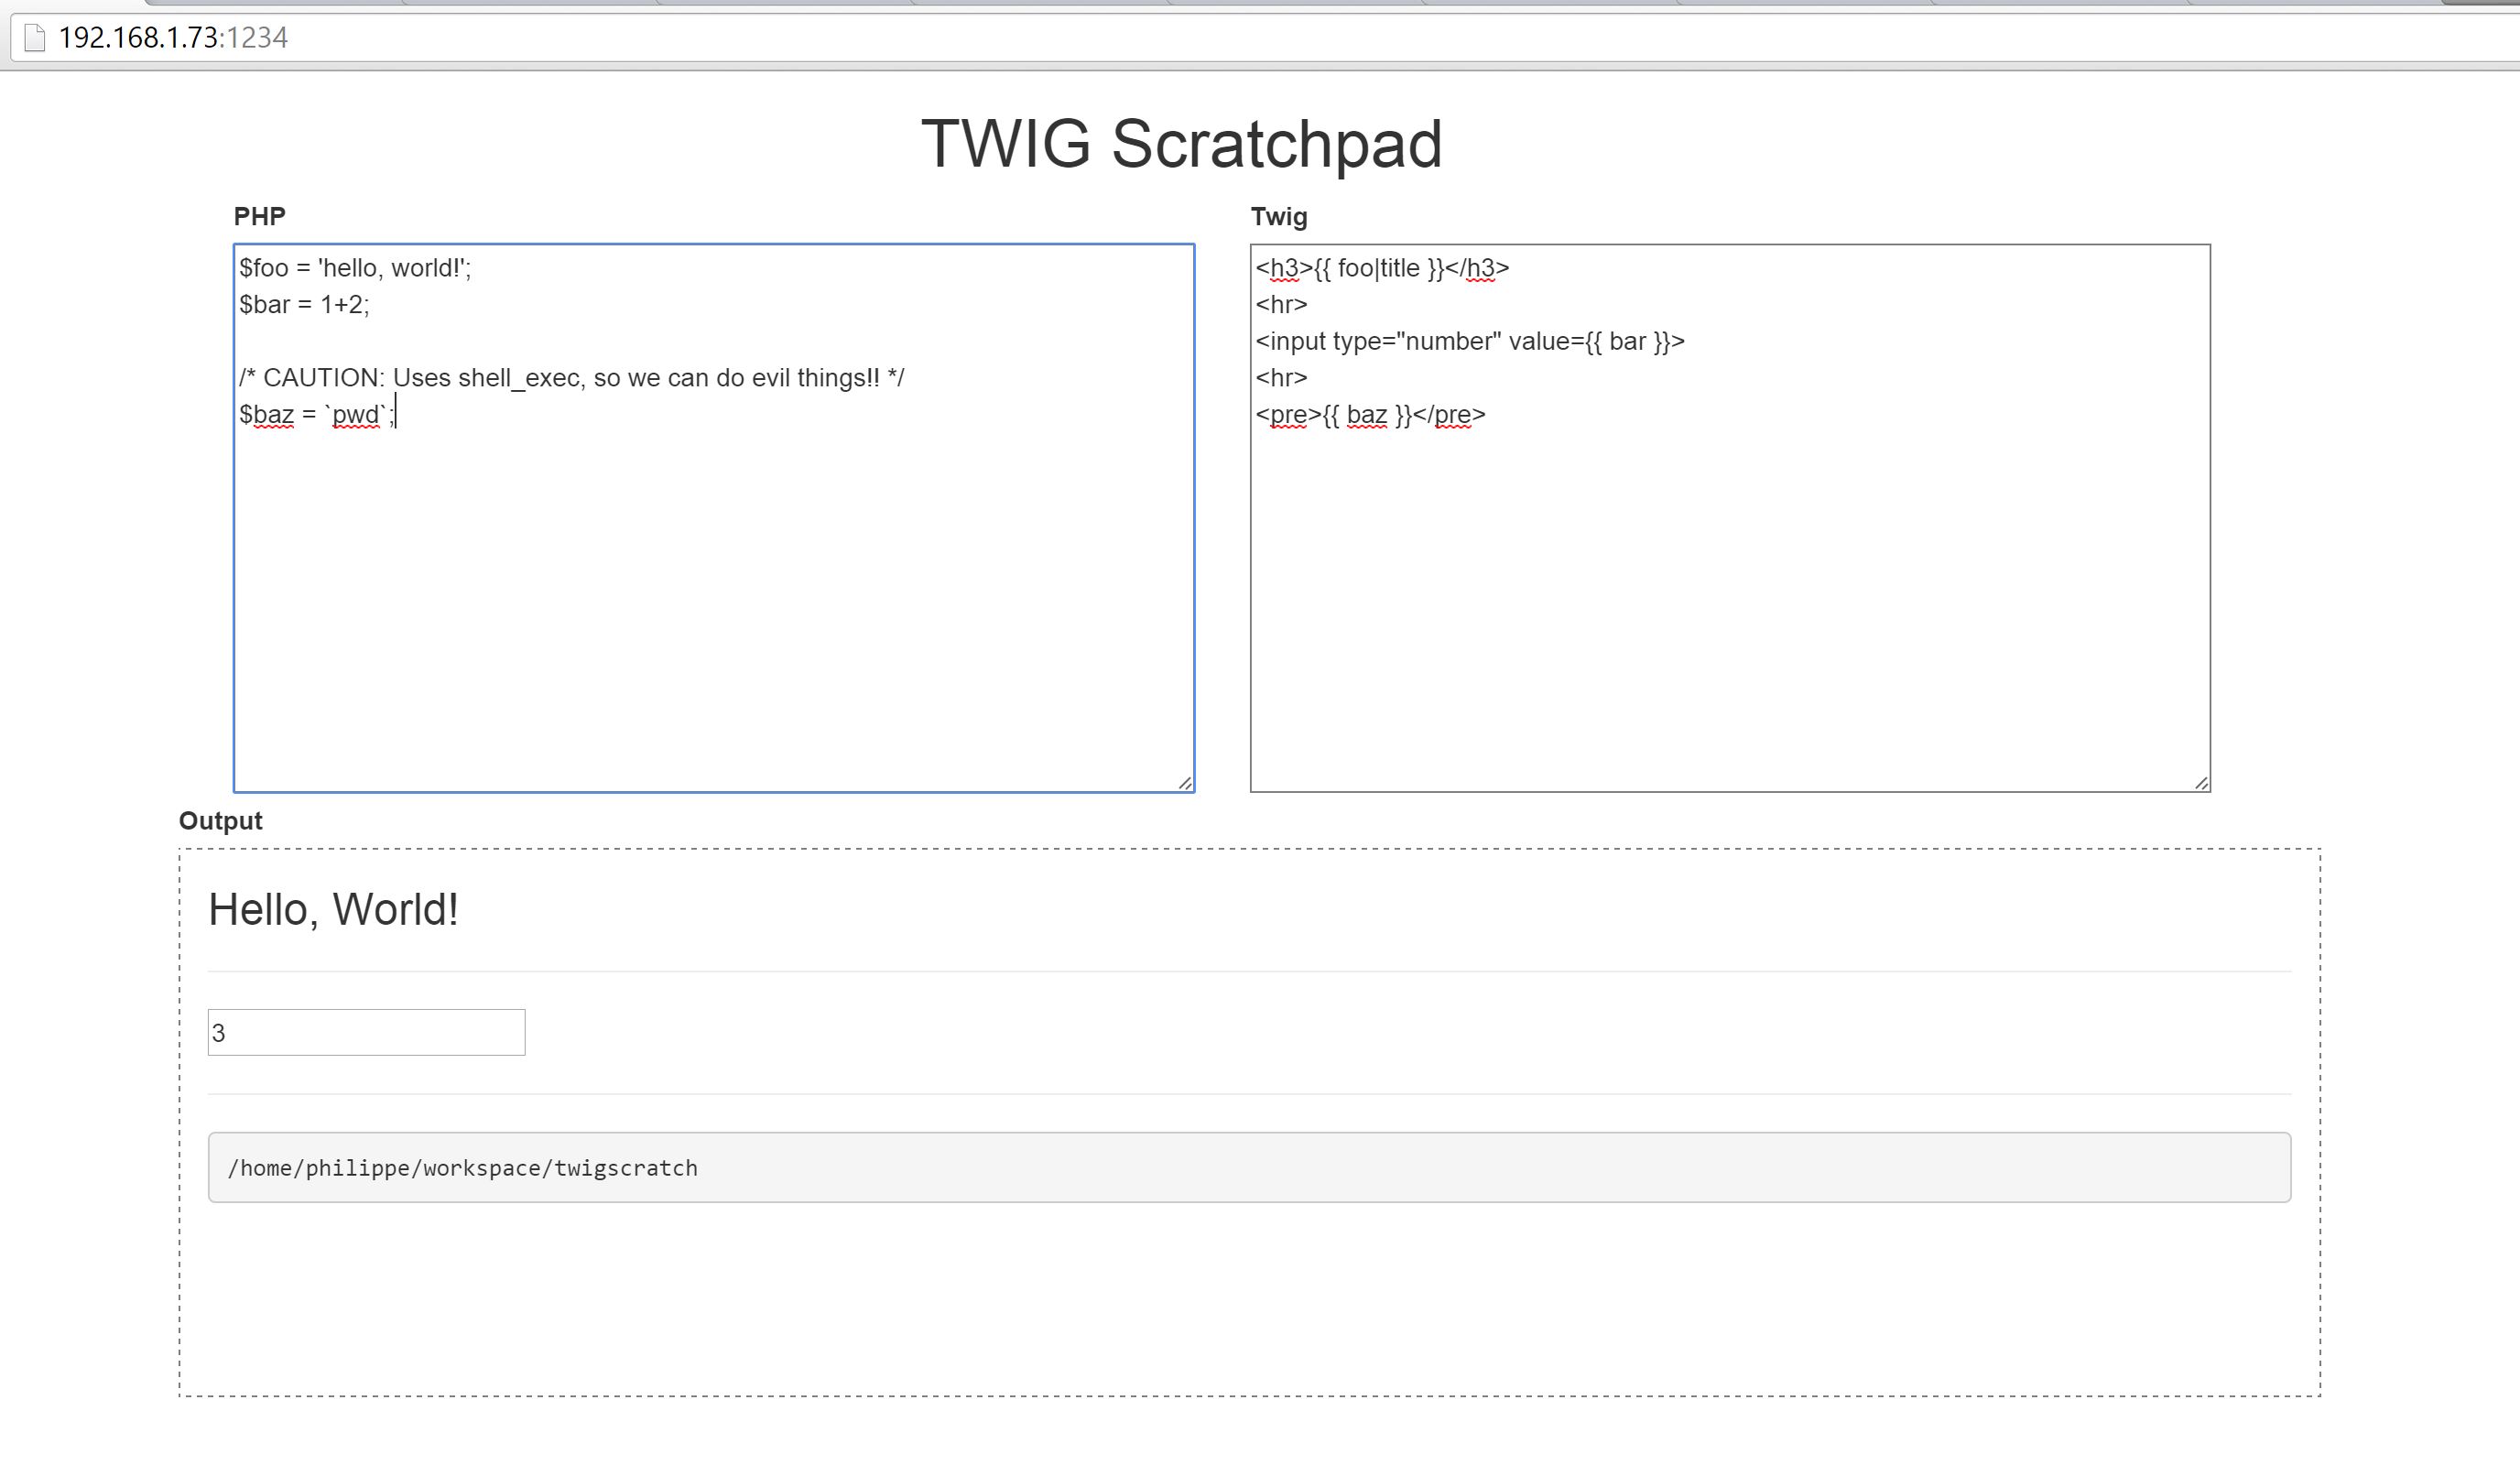 192.168.1.73:1234
TWIG Scratchpad
PHP
$foo = 'hello, world!';
$bar = 1+2;
/* CAUTION: Uses shell_exec, so we can do evil things!! */
$baz = `pwd`;
Twig
<h3>{{ foo|title }}</h3>
<hr>
<input type="number" value={{ bar }}>
<hr>
<pre>{{ baz }}</pre>
Output
Hello, World!
3
/home/philippe/workspace/twigscratch